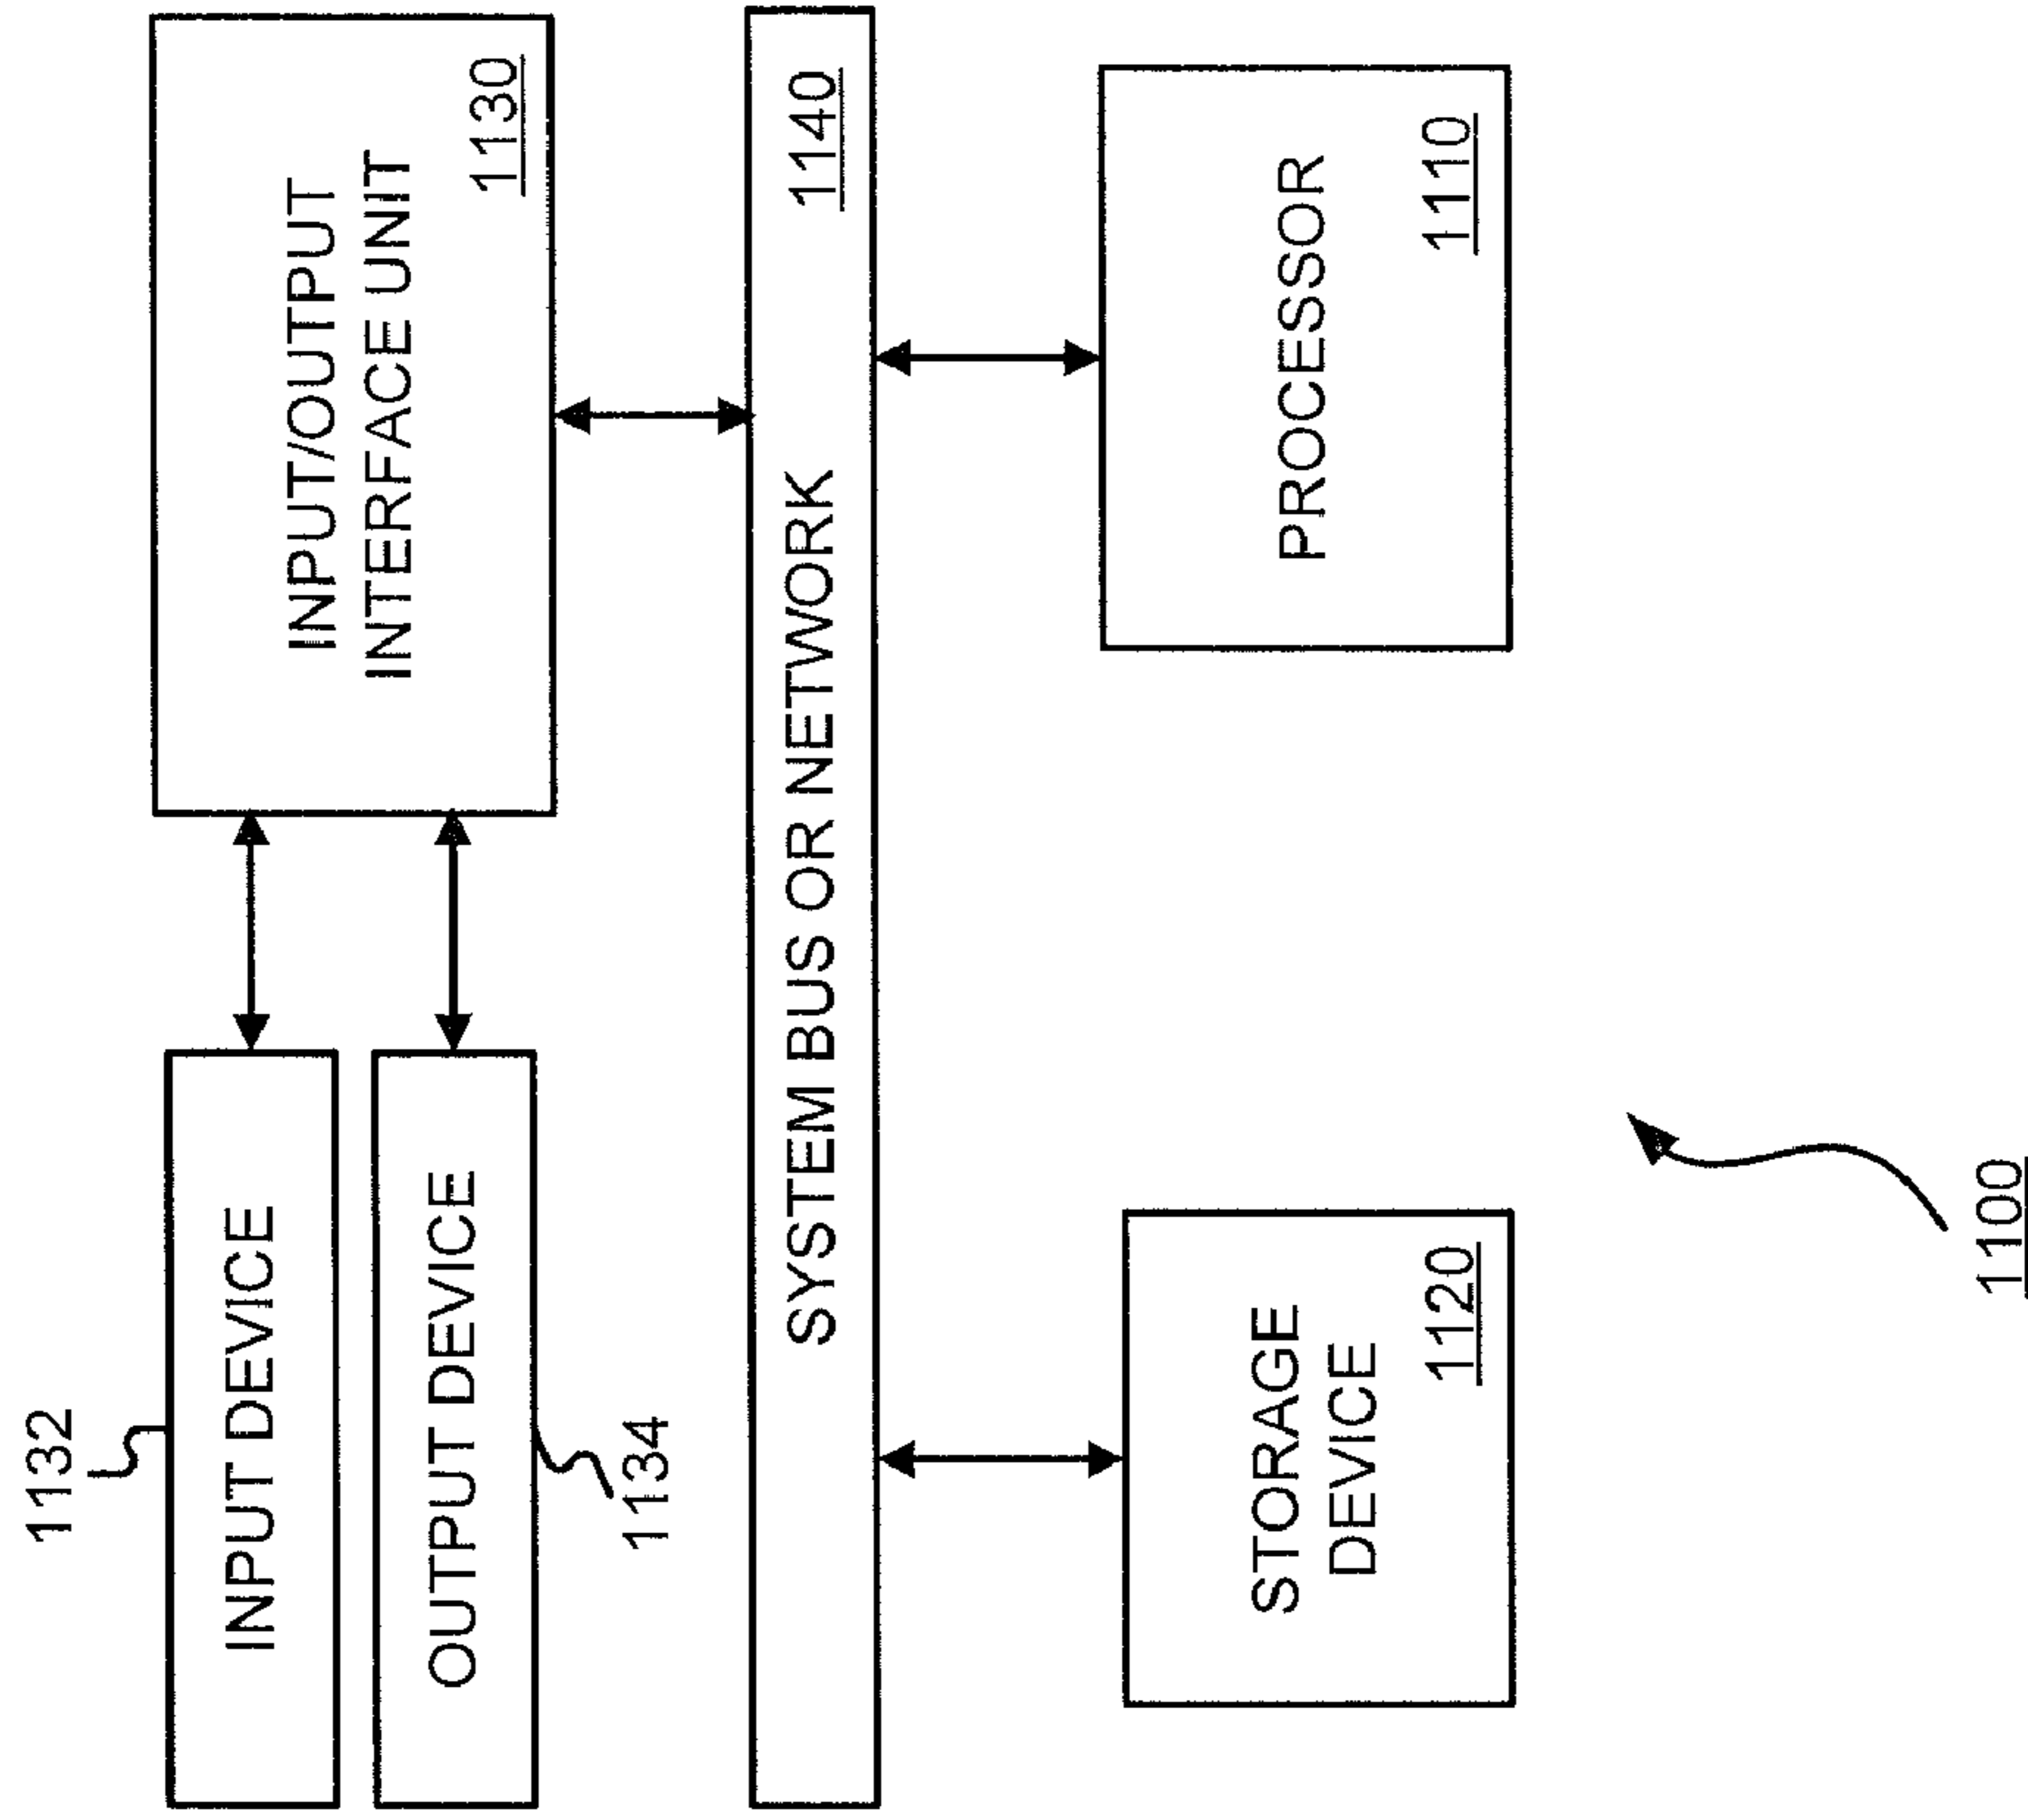 1132
INPUT DEVICE
OUTPUT DEVICE
1134
INPUT/OUTPUT
INTERFACE UNIT
1130
SYSTEM BUS OR NETWORK
1140
STORAGE
DEVICE
1120
PROCESSOR
1110
1100